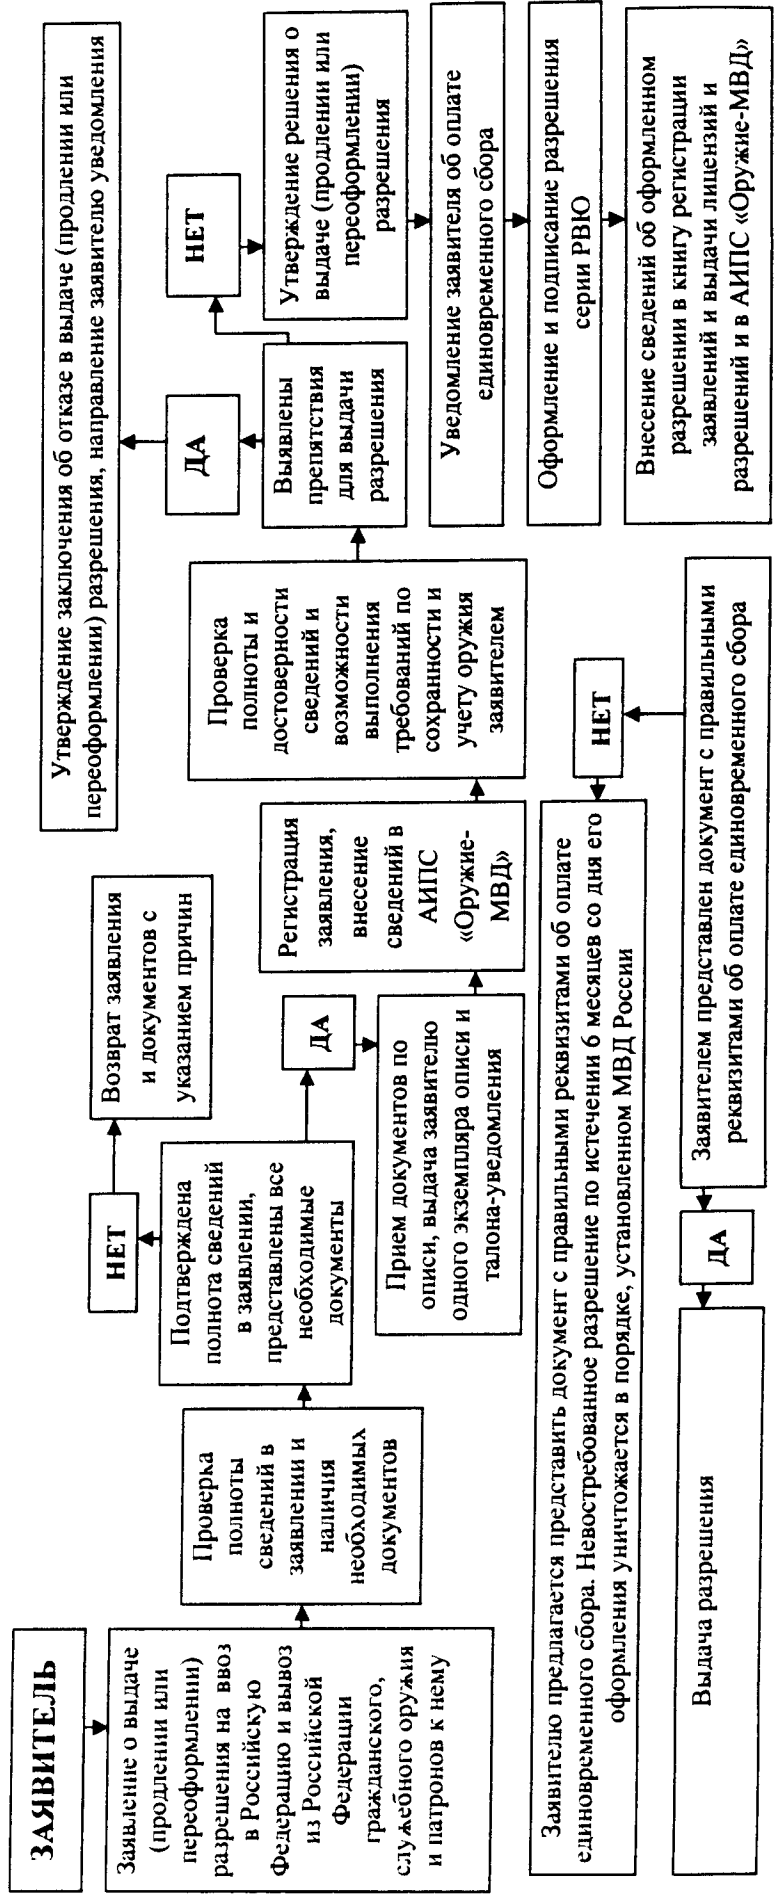 ЗАЯВИТЕЛЬ
Заявление о выдаче
(продлении или
переоформлении)
разрешения на ввоз
в Российскую
Федерацию и вывоз
из Российской
Федерации
гражданского,
служебного оружия
и патронов к нему
Проверка
полноты
сведений в
заявлении и
наличия
необходимых
документов
Подтверждена
полнота сведений
в заявлении,
представлены все
необходимые
документы
НЕТ
Возврат заявления
и документов с
указанием причин
ДА
Прием документов по
описи, выдача заявителю
одного экземпляра описи и
талона-уведомления
Регистрация
заявления,
внесение
сведений в
АИПС
«Оружие-
МВД»
Проверка
полноты и
достоверности
сведений и
возможности
выполнения
требований по
сохранности и
учету оружия
заявителем
Выявлены
препятствия
для выдачи
разрешения
ДА
Утверждение заключения об отказе в выдаче (продлении или
переоформлении) разрешения, направление заявителю уведомления
НЕТ
Утверждение решения о
выдаче (продлении или
переоформлении)
разрешения
Уведомление заявителя об оплате
единовременного сбора
Оформление и подписание разрешения
серии РВЮ
Внесение сведений об оформленном
разрешении в книгу регистрации
заявлений и выдачи лицензий и
разрешений и в АИПС «Оружие-МВД»
Заявителем представлен документ с правильными
реквизитами об оплате единовременного сбора
НЕТ
Заявителю предлагается представить документ с правильными реквизитами об оплате
единовременного сбора. Невостребованное разрешение по истечении 6 месяцев со дня его
оформления уничтожается в порядке, установленном МВД России
ДА
Выдача разрешения